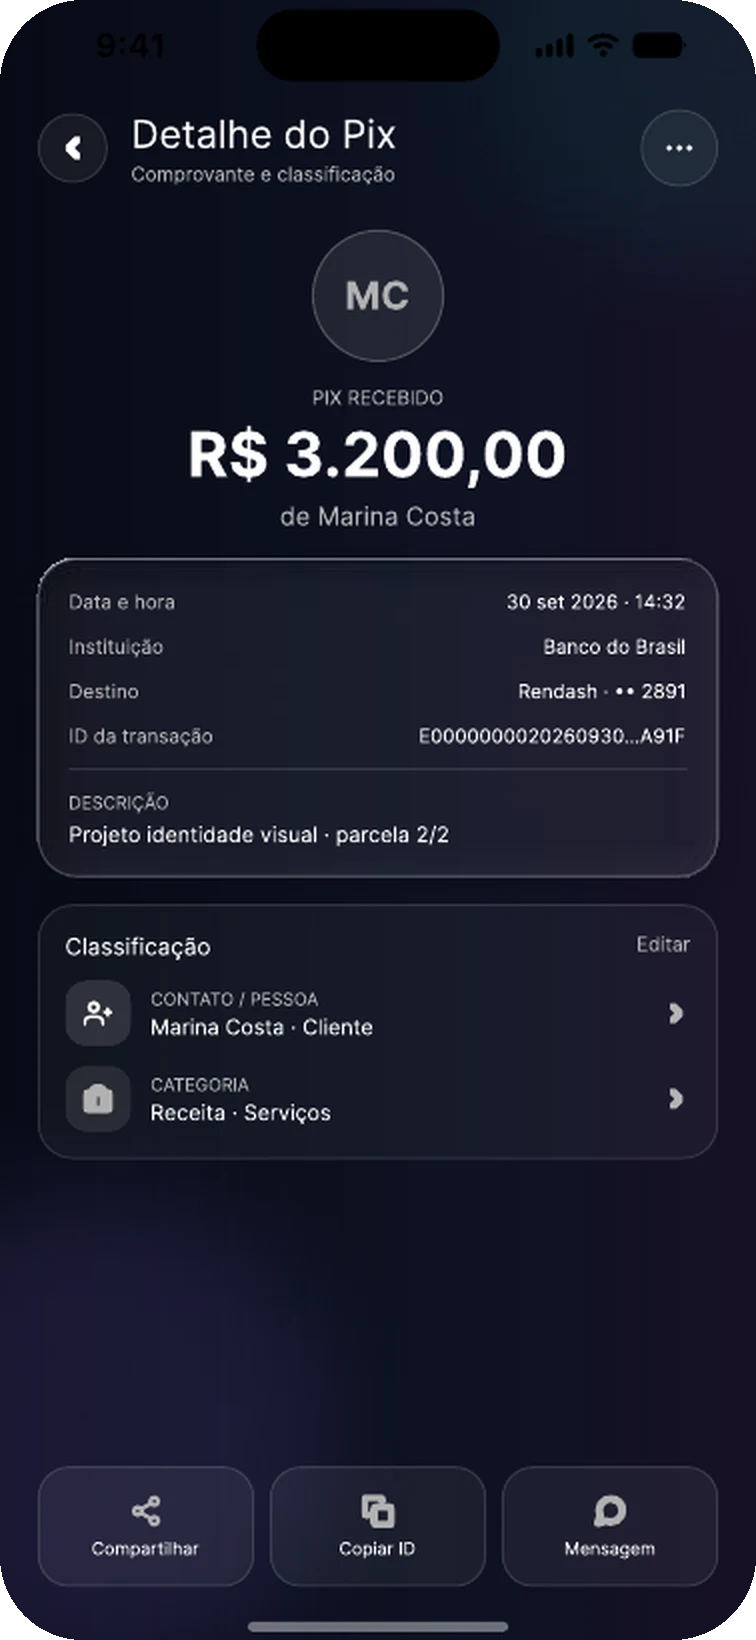 9:41
Detalhe do Pix
Comprovante e classificação
MC
PIX RECEBIDO
R$ 3.200,00
de Marina Costa
Data e hora 30 set 2026 · 14:32
Instituição Banco do Brasil
Destino Rendash · •• 2891
ID da transação E0000000020260930...A91F
DESCRIÇÃO
Projeto identidade visual · parcela 2/2
Classificação Editar
CONTATO / PESSOA
Marina Costa · Cliente
CATEGORIA
Receita · Serviços
Compartilhar Copiar ID Mensagem